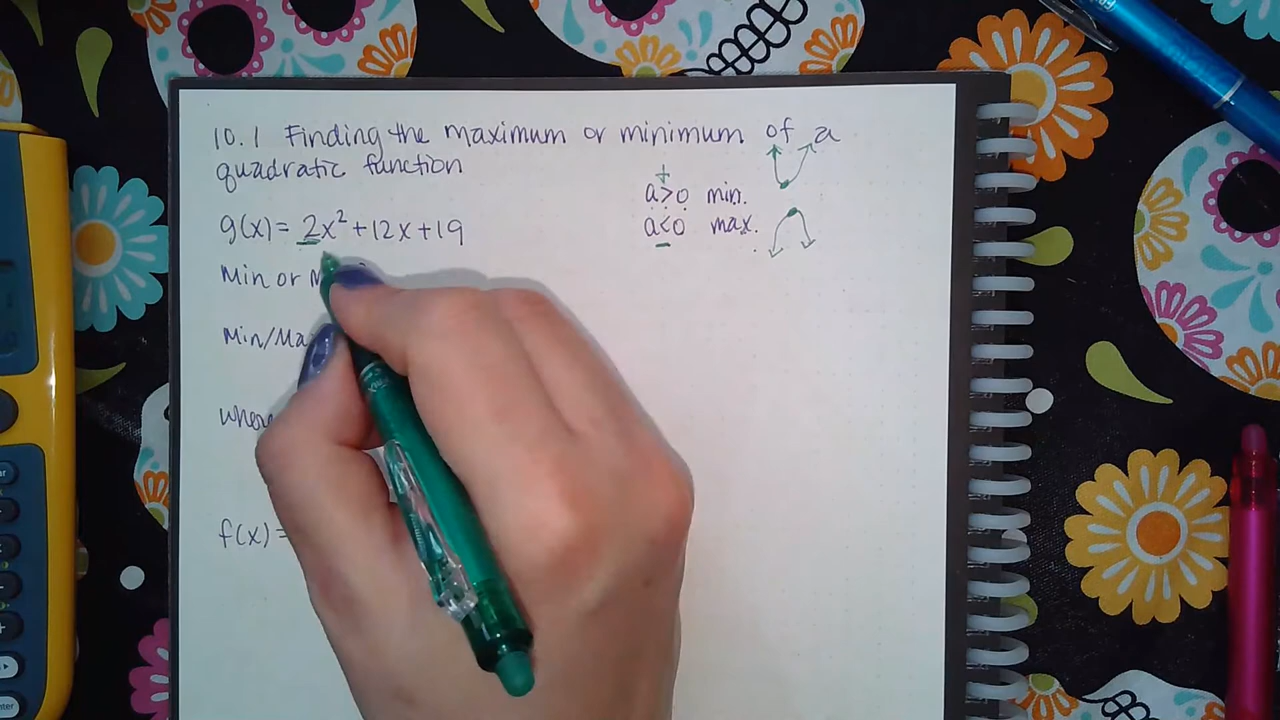 10.1 Finding the maximum or minimum of a
quadratic function
+
a>0 min.
a<0 max.
g(x) = 2x²+12x+19
Min or
Min/Ma
f(x)=